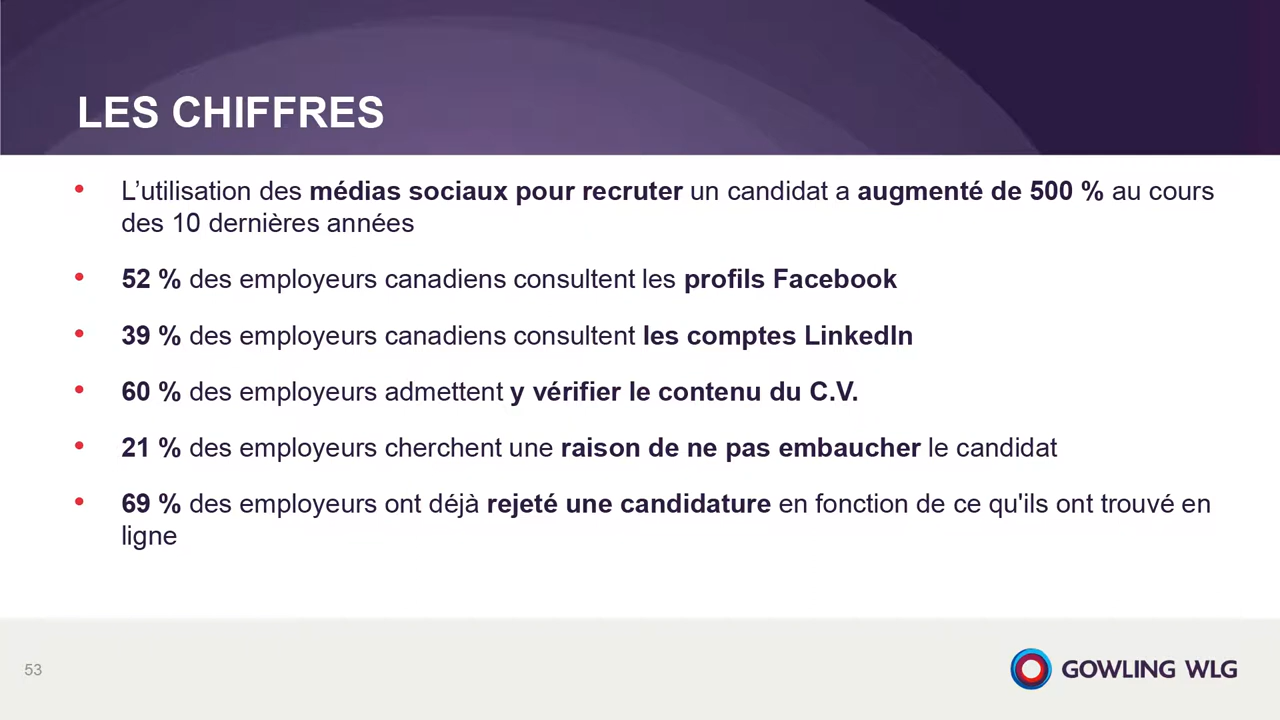 LES CHIFFRES
• L’utilisation des médias sociaux pour recruter un candidat a augmenté de 500 % au cours
des 10 dernières années
• 52 % des employeurs canadiens consultent les profils Facebook
• 39 % des employeurs canadiens consultent les comptes LinkedIn
• 60 % des employeurs admettent y vérifier le contenu du C.V.
• 21 % des employeurs cherchent une raison de ne pas embaucher le candidat
• 69 % des employeurs ont déjà rejeté une candidature en fonction de ce qu'ils ont trouvé en
ligne
53
GOWLING WLG